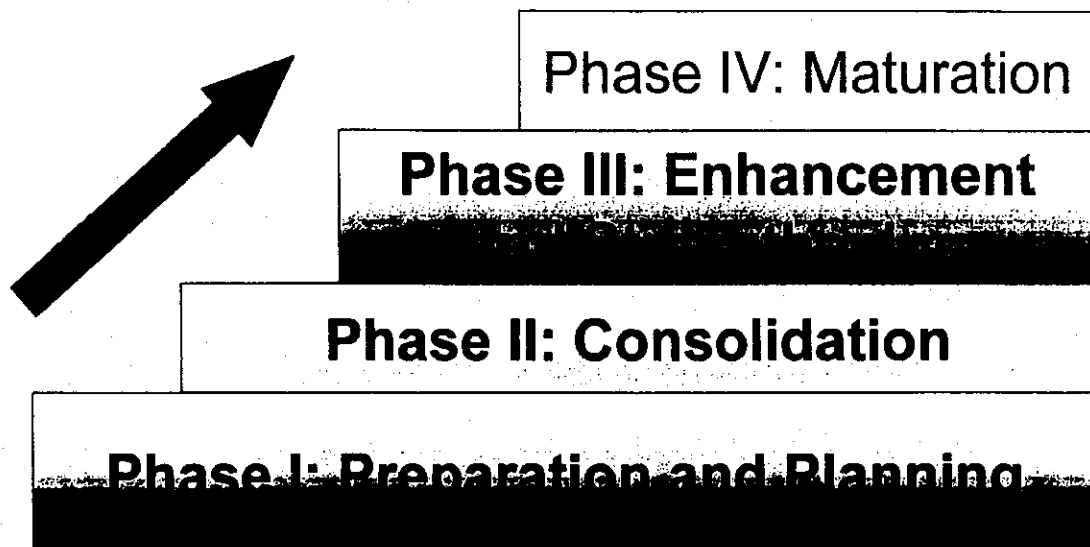 Phase IV: Maturation
Phase III: Enhancement
Phase II: Consolidation
Phase I: Preparation and Planning